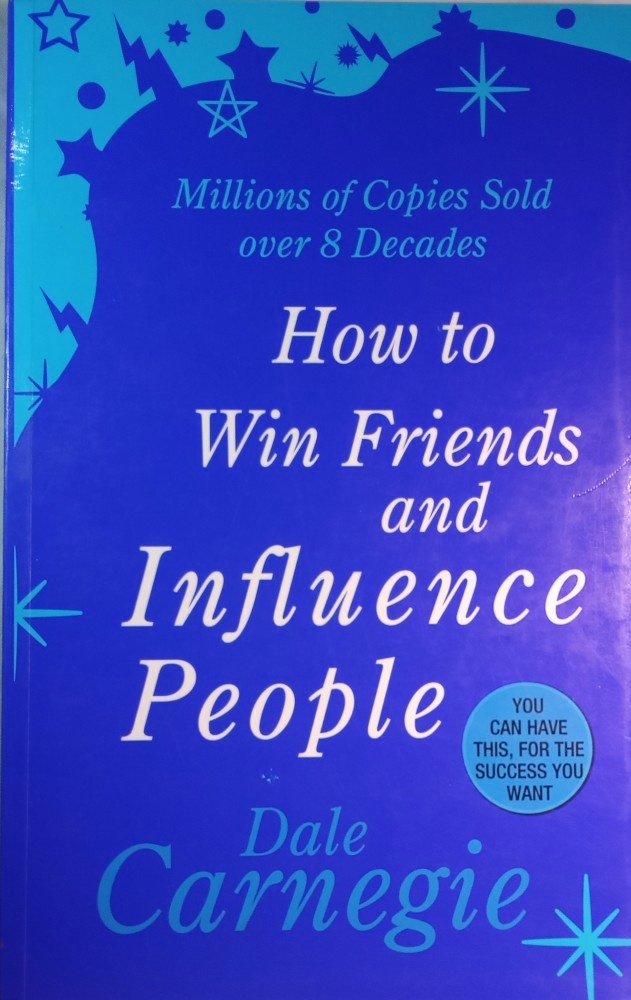 Millions of Copies Sold
over 8 Decades
How to
Win Friends
and
Influence
People
YOU
CAN HAVE
THIS, FOR THE
SUCCESS YOU
WANT
Dale
Carnegie